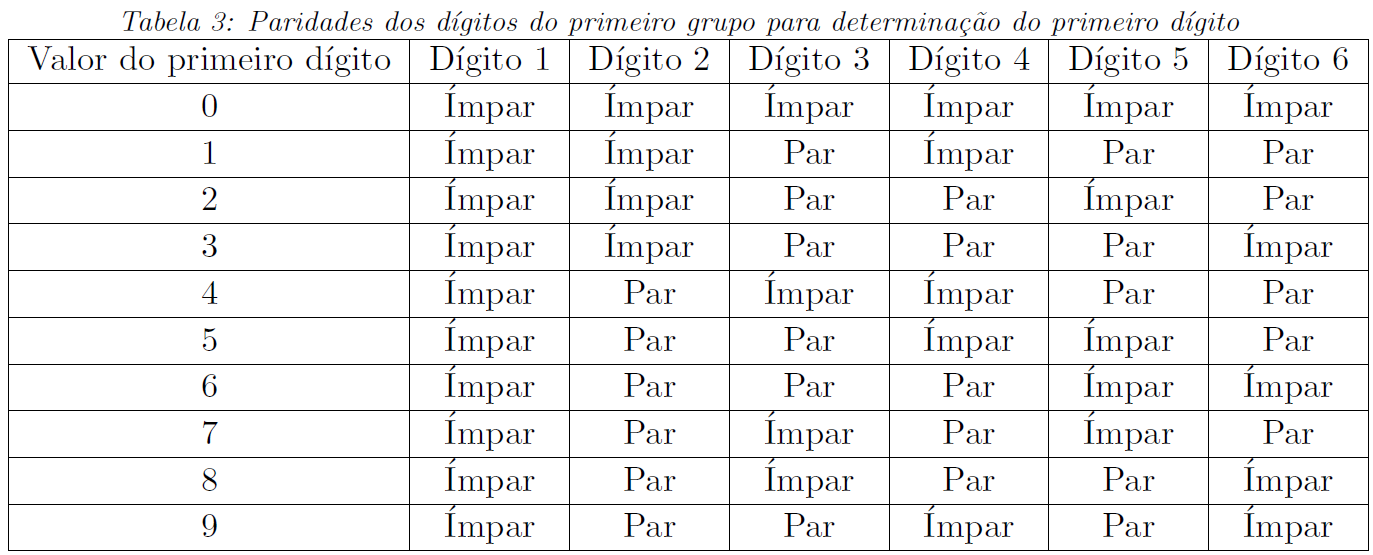 Tabela 3: Paridades dos dígitos do primeiro grupo para determinação do primeiro dígito
Valor do primeiro dígito Dígito 1 Dígito 2 Dígito 3 Dígito 4 Dígito 5 Dígito 6
0 Ímpar Ímpar Ímpar Ímpar Ímpar Ímpar
1 Ímpar Ímpar Par Ímpar Par Par
2 Ímpar Ímpar Par Par Ímpar Par
3 Ímpar Ímpar Par Par Par Ímpar
4 Ímpar Par Ímpar Ímpar Par Par
5 Ímpar Par Par Ímpar Ímpar Par
6 Ímpar Par Par Par Ímpar Ímpar
7 Ímpar Par Ímpar Par Ímpar Par
8 Ímpar Par Ímpar Par Par Ímpar
9 Ímpar Par Par Ímpar Par Ímpar